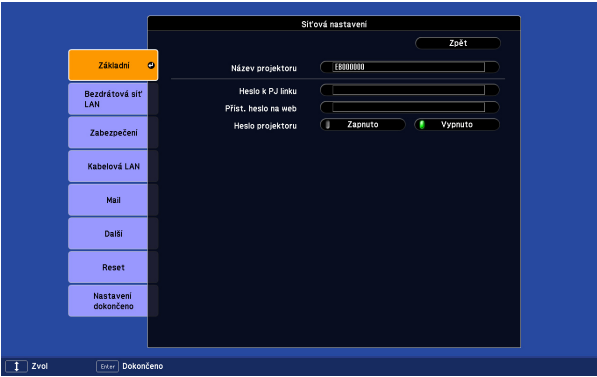 Síťová nastavení
Zpět
Základní
Název projektoru EB000000
Bezdrátová síť
LAN
Heslo k PJ linku
Příst. heslo na web
Zabezpečení
Heslo projektoru Zapnuto Vypnuto
Kabelová LAN
Mail
Další
Reset
Nastavení
dokončeno
Zvol Enter Dokončeno